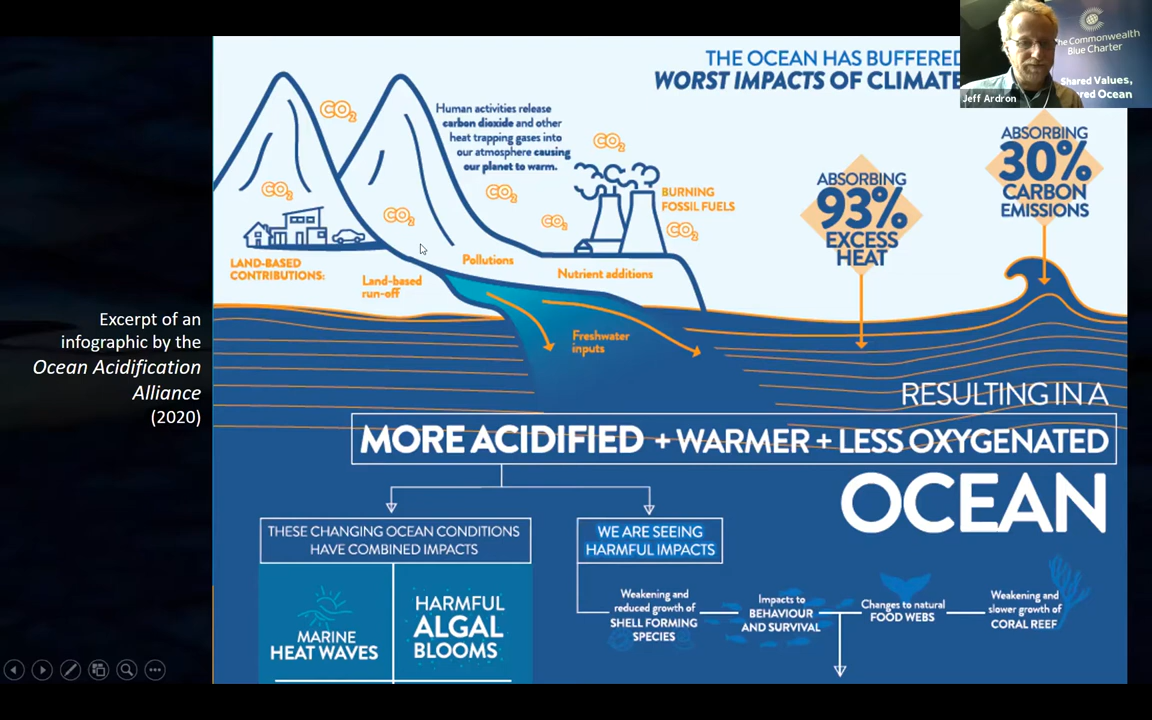 THE OCEAN HAS BUFFERED
WORST IMPACTS OF CLIMATE
The Commonwealth
Blue Charter
Shared Values,
red Ocean
Jeff Ardron
CO2
Human activities release
carbon dioxide and other
heat trapping gases into
our atmosphere causing
our planet to warm.
CO2
CO2
CO2
CO2
CO2
CO2
BURNING
FOSSIL FUELS
ABSORBING
93%
EXCESS
HEAT
ABSORBING
30%
CARBON
EMISSIONS
LAND-BASED
CONTRIBUTIONS:
Land-based
run-off
Pollutions
Nutrient additions
Freshwater
inputs
Excerpt of an
infographic by the
Ocean Acidification
Alliance
(2020)
RESULTING IN A
MORE ACIDIFIED + WARMER + LESS OXYGENATED
OCEAN
THESE CHANGING OCEAN CONDITIONS
HAVE COMBINED IMPACTS
MARINE
HEAT WAVES
HARMFUL
ALGAL
BLOOMS
WE ARE SEEING
HARMFUL IMPACTS
Weakening and
reduced growth of
SHELL FORMING
SPECIES
Impacts to
BEHAVIOUR
AND SURVIVAL
Changes to natural
FOOD WEBS
Weakening and
slower growth of
CORAL REEF